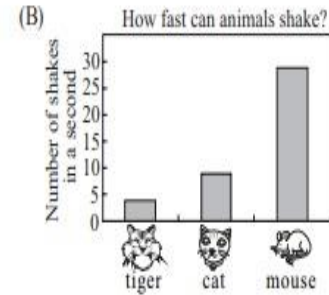 (B)
How fast can animals shake?
Number of shakes
in a second
30
25
20
15
10
5
0
tiger
cat
mouse